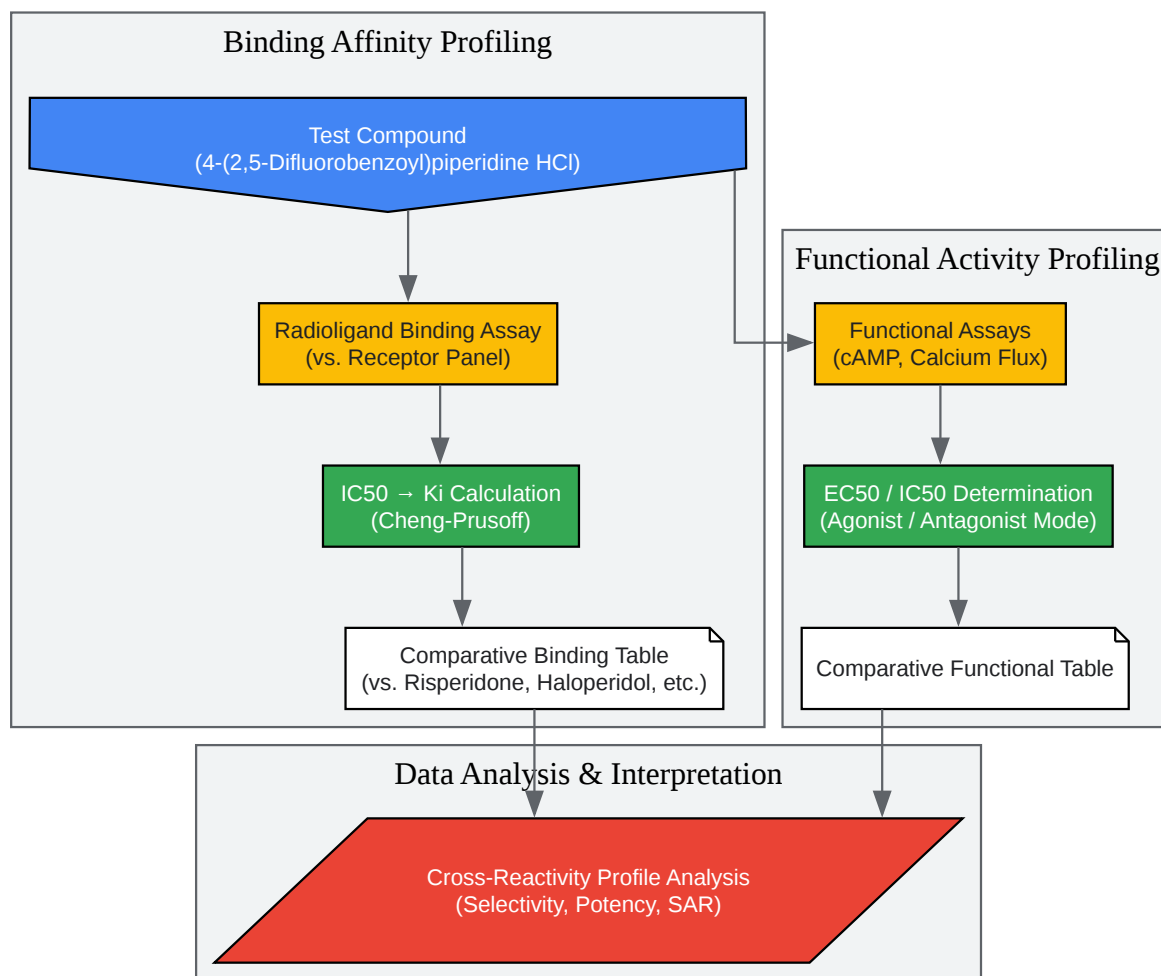 Binding Affinity Profiling
Test Compound
(4-(2,5-Difluorobenzoyl)piperidine HCl)
Radioligand Binding Assay
(vs. Receptor Panel)
IC50 → Ki Calculation
(Cheng-Prusoff)
Comparative Binding Table
(vs. Risperidone, Haloperidol, etc.)
Functional Activity Profiling
Functional Assays
(cAMP, Calcium Flux)
EC50 / IC50 Determination
(Agonist / Antagonist Mode)
Comparative Functional Table
Data Analysis & Interpretation
Cross-Reactivity Profile Analysis
(Selectivity, Potency, SAR)